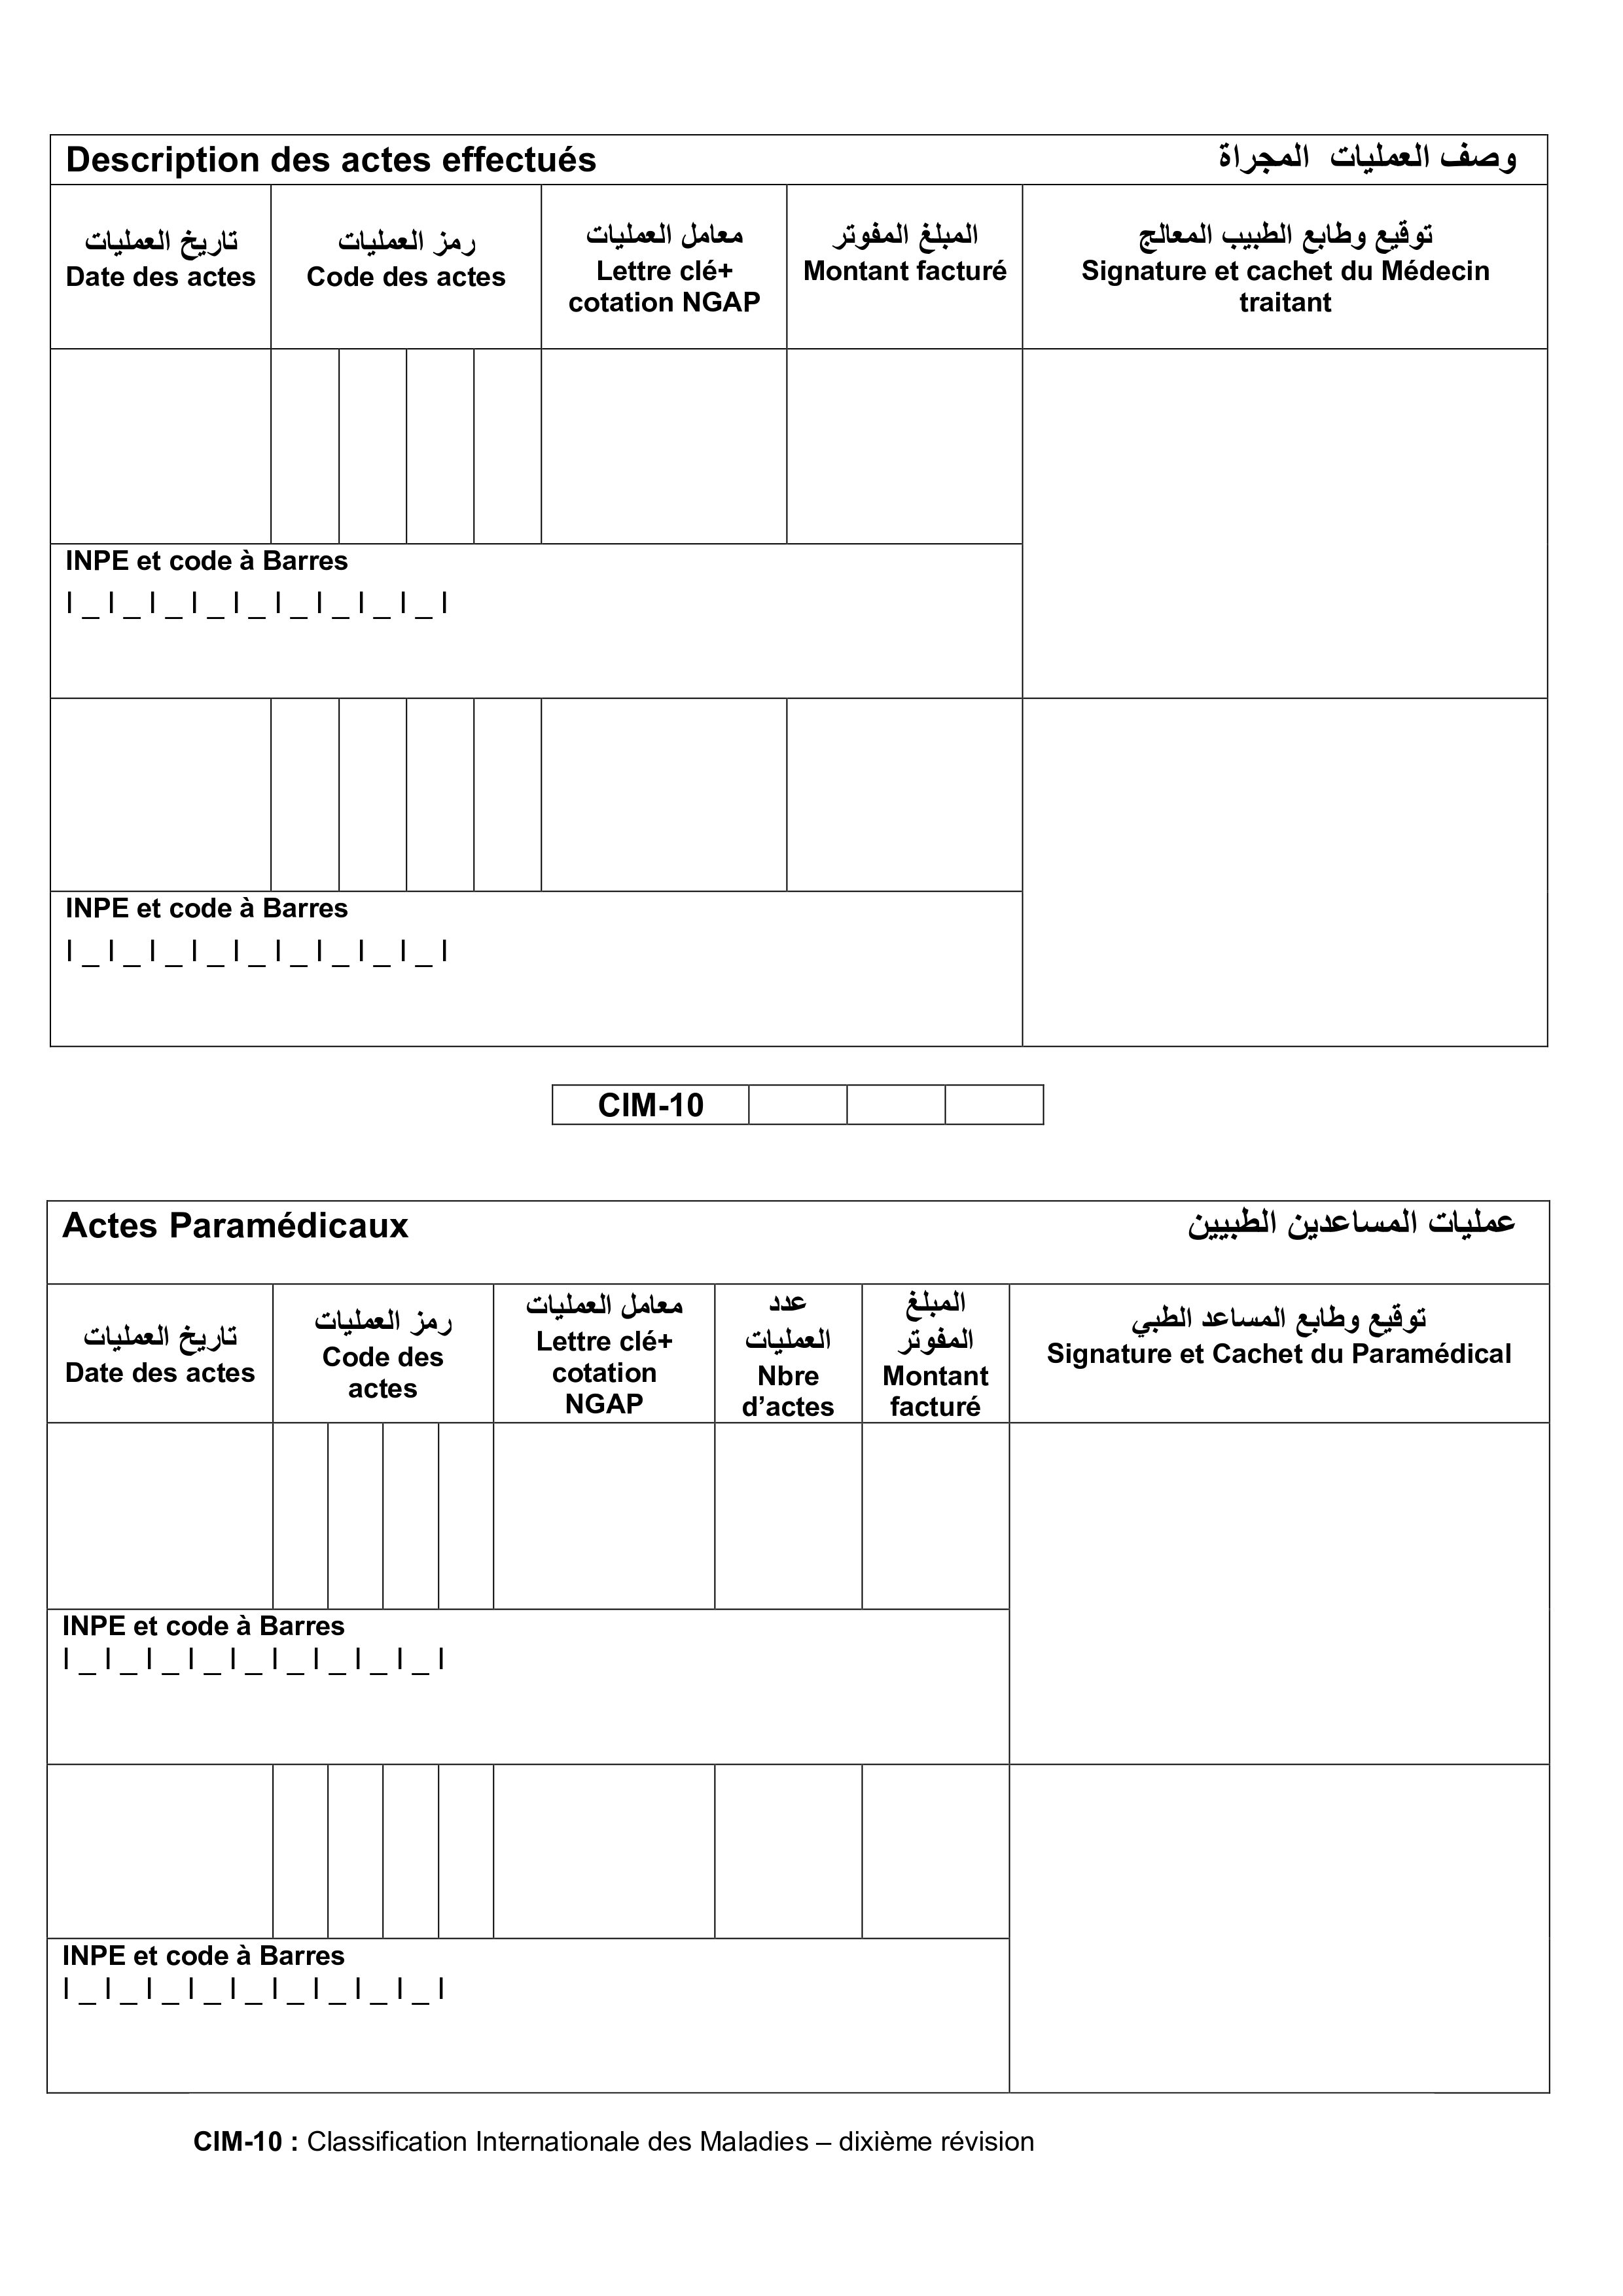 Description des actes effectués وصف العمليات المجراة
تاريخ العمليات
Date des actes
رمز العمليات
Code des actes
معامل العمليات
Lettre clé+
cotation NGAP
المبلغ المفوتر
Montant facturé
توقيع وطابع الطبيب المعالج
Signature et cachet du Médecin
traitant
INPE et code à Barres
I _ I _ I _ I _ I _ I _ I _ I _ I _ I
INPE et code à Barres
I _ I _ I _ I _ I _ I _ I _ I _ I _ I
CIM-10
Actes Paramédicaux عمليات المساعدين الطبيين
تاريخ العمليات
Date des actes
رمز العمليات
Code des
actes
معامل العمليات
Lettre clé+
cotation
NGAP
عدد
العمليات
Nbre
d’actes
المبلغ
المفوتر
Montant
facturé
توقيع وطابع المساعد الطبي
Signature et Cachet du Paramédical
INPE et code à Barres
I _ I _ I _ I _ I _ I _ I _ I _ I _ I
INPE et code à Barres
I _ I _ I _ I _ I _ I _ I _ I _ I _ I
CIM-10 : Classification Internationale des Maladies – dixième révision